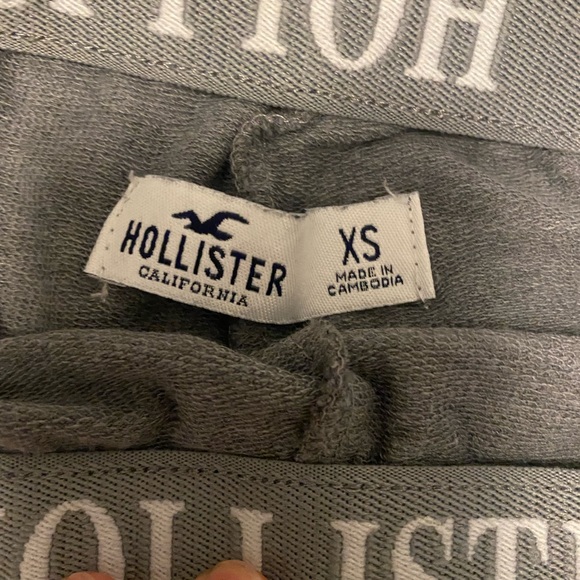 HOLLISTER
CALIFORNIA
XS
MADE IN
CAMBODIA